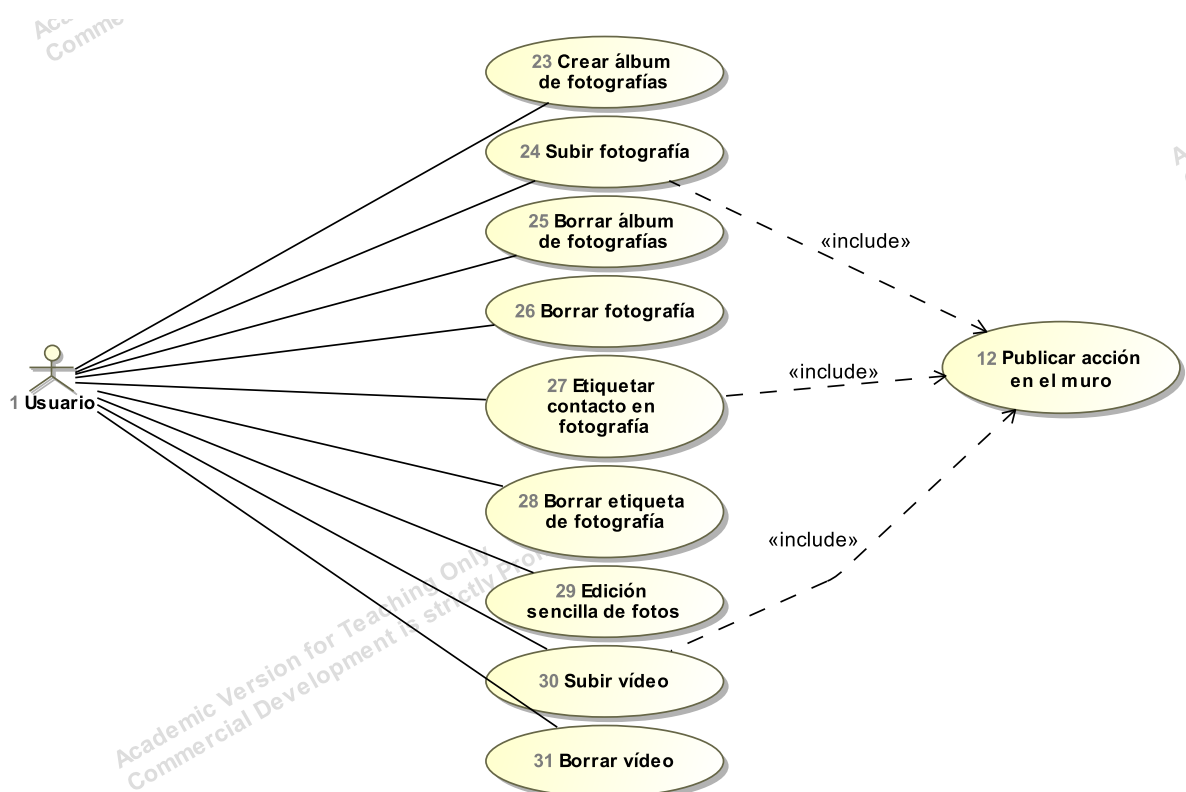 23 Crear álbum
de fotografías
24 Subir fotografía
25 Borrar álbum
de fotografías
«include»
26 Borrar fotografía
12 Publicar acción
en el muro
«include»
27 Etiquetar
contacto en
fotografía
1 Usuario
28 Borrar etiqueta
de fotografía
«include»
29 Edición
sencilla de fotos
30 Subir vídeo
31 Borrar vídeo
Academic Version for Teaching Only
Commercial Development is strictly